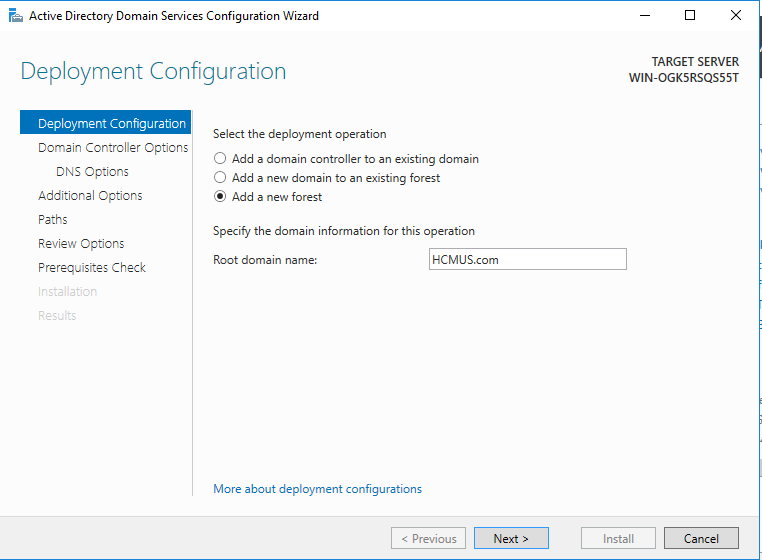 Active Directory Domain Services Configuration Wizard
Deployment Configuration
TARGET SERVER
WIN-OGK5RSQS55T
Deployment Configuration
Domain Controller Options
DNS Options
Additional Options
Paths
Review Options
Prerequisites Check
Installation
Results
Select the deployment operation
Add a domain controller to an existing domain
Add a new domain to an existing forest
Add a new forest
Specify the domain information for this operation
Root domain name:
HCMUS.com
More about deployment configurations
< Previous
Next >
Install
Cancel